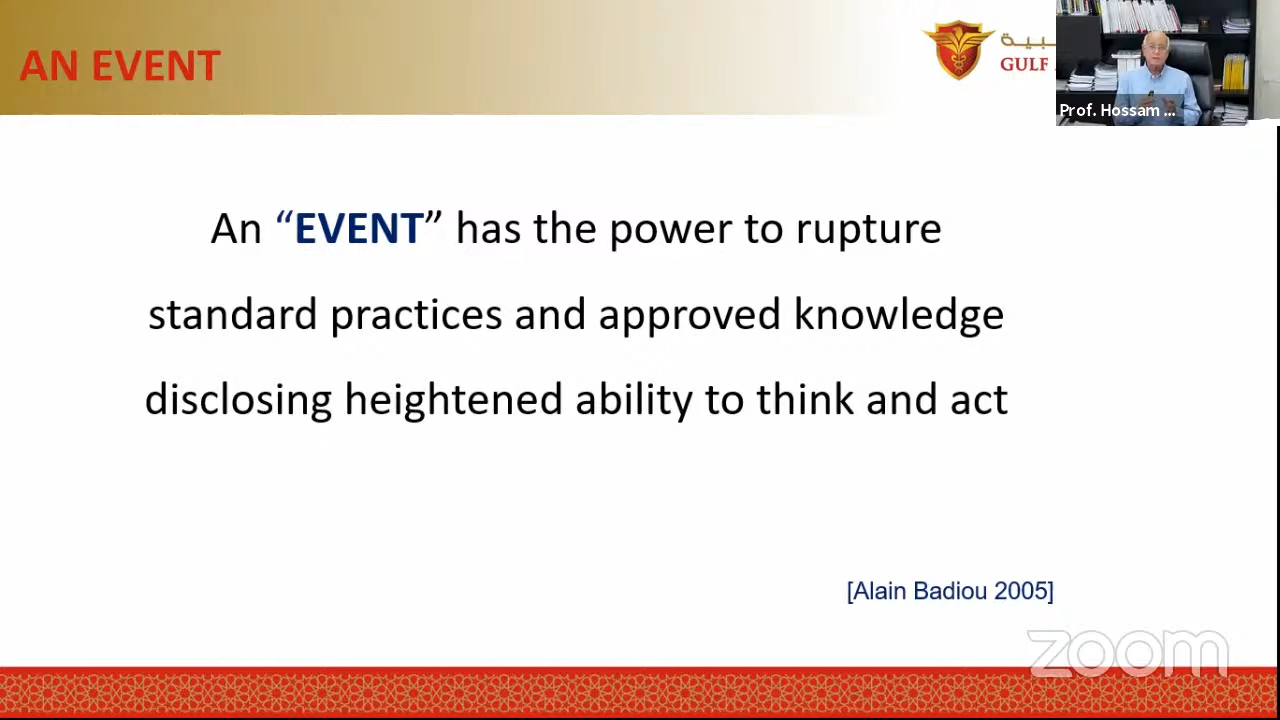 AN EVENT
GULF
Prof. Hossam ...
An “EVENT” has the power to rupture
standard practices and approved knowledge
disclosing heightened ability to think and act
[Alain Badiou 2005]
zoom